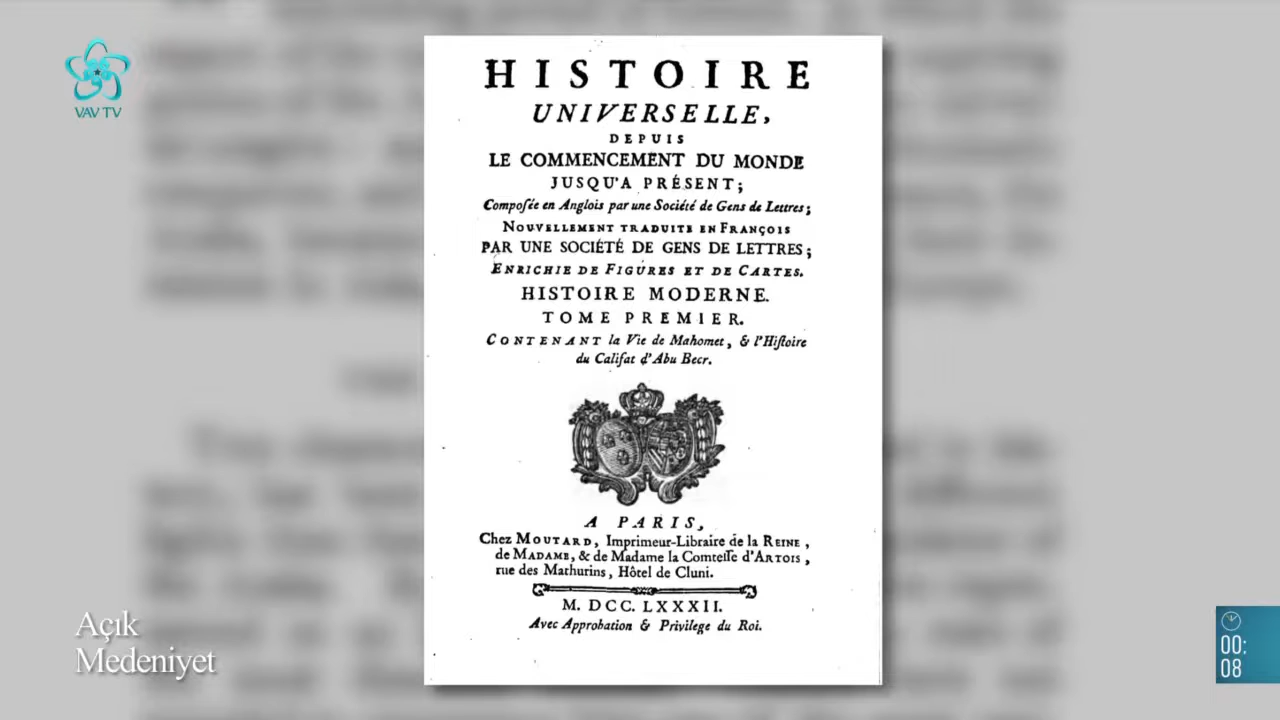 VAV TV
HISTOIRE
UNIVERSELLE,
DEPUIS
LE COMMENCEMENT DU MONDE
JUSQU'A PRÉSENT;
Compoſée en Anglois par une Société de Gens de Lettres;
NOUVELLEMENT TRADUITE EN FRANÇOIS
PAR UNE SOCIÉTÉ DE GENS DE LETTRES;
ENRICHIE DE FIGURES ET DE CARTES.
HISTOIRE MODERNE.
TOME PREMIER.
CONTENANT la Vie de Mahomet, & l'Hiſtoire
du Califat d'Abu Becr.
A PARIS,
Chez MOUTARD, Imprimeur-Libraire de la REINE,
de MADAME, & de Madame la Comteſſe d'ARTOIS,
rue des Mathurins, Hôtel de Cluni.
M. DCC. LXXXII.
Avec Approbation & Privilege du Roi.
Açık
Medeniyet
00:
08